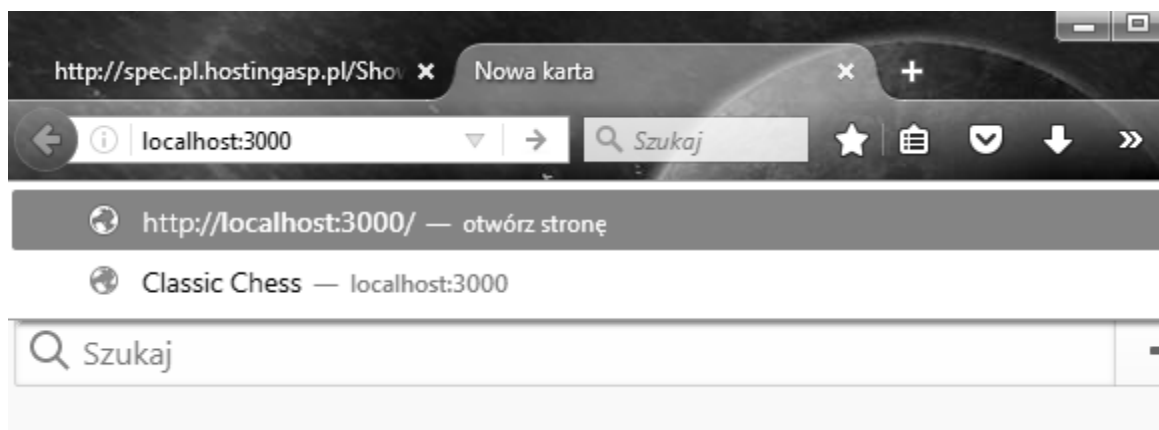 http://spec.pl.hostingasp.pl/Show Nowa karta
localhost:3000 Szukaj
http://localhost:3000/ — otwórz stronę
Classic Chess — localhost:3000
Szukaj